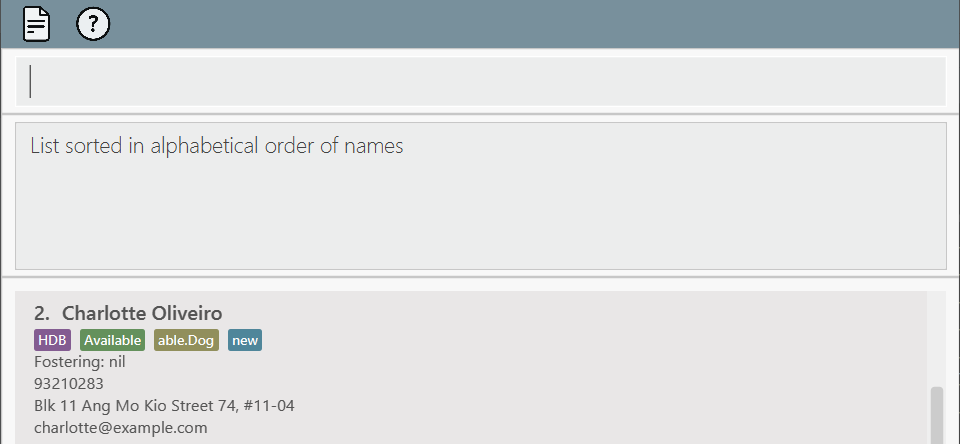 ?
List sorted in alphabetical order of names
2. Charlotte Oliveiro
HDB Available able.Dog new
Fostering: nil
93210283
Blk 11 Ang Mo Kio Street 74, #11-04
charlotte@example.com